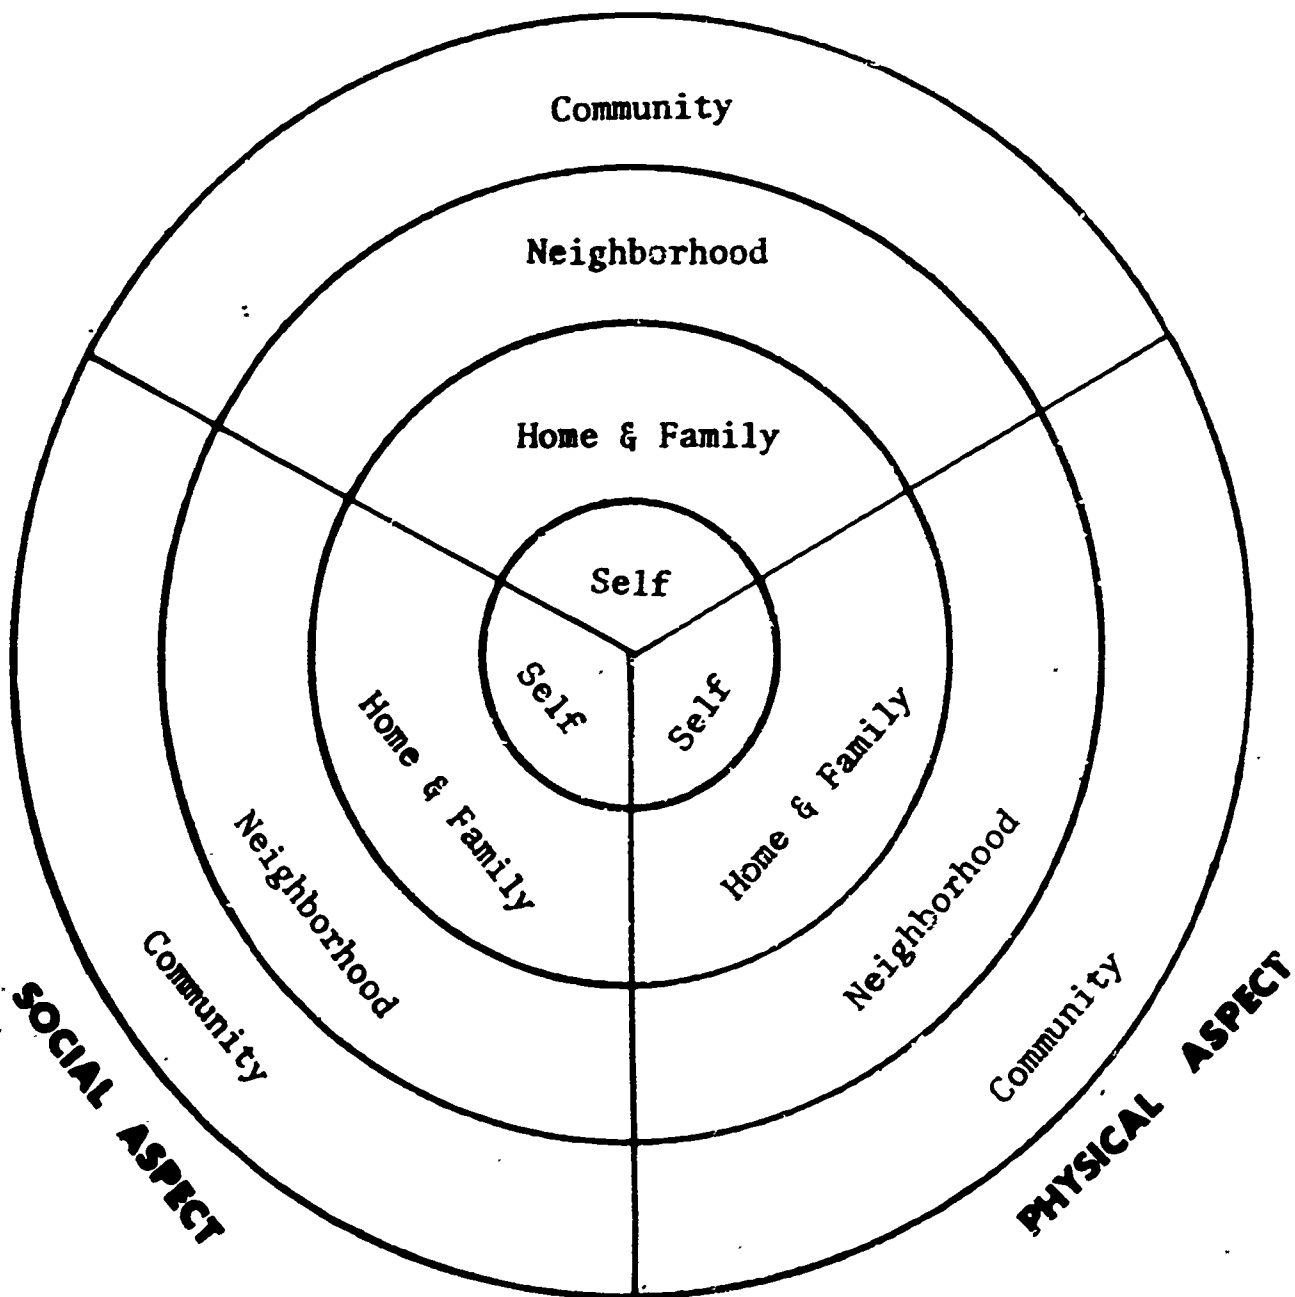 Community
Neighborhood
Home & Family
Self
Self
Self
Home & Family
Home & Family
Neighborhood
Neighborhood
Community
Community
SOCIAL ASPECT
PHYSICAL ASPECT